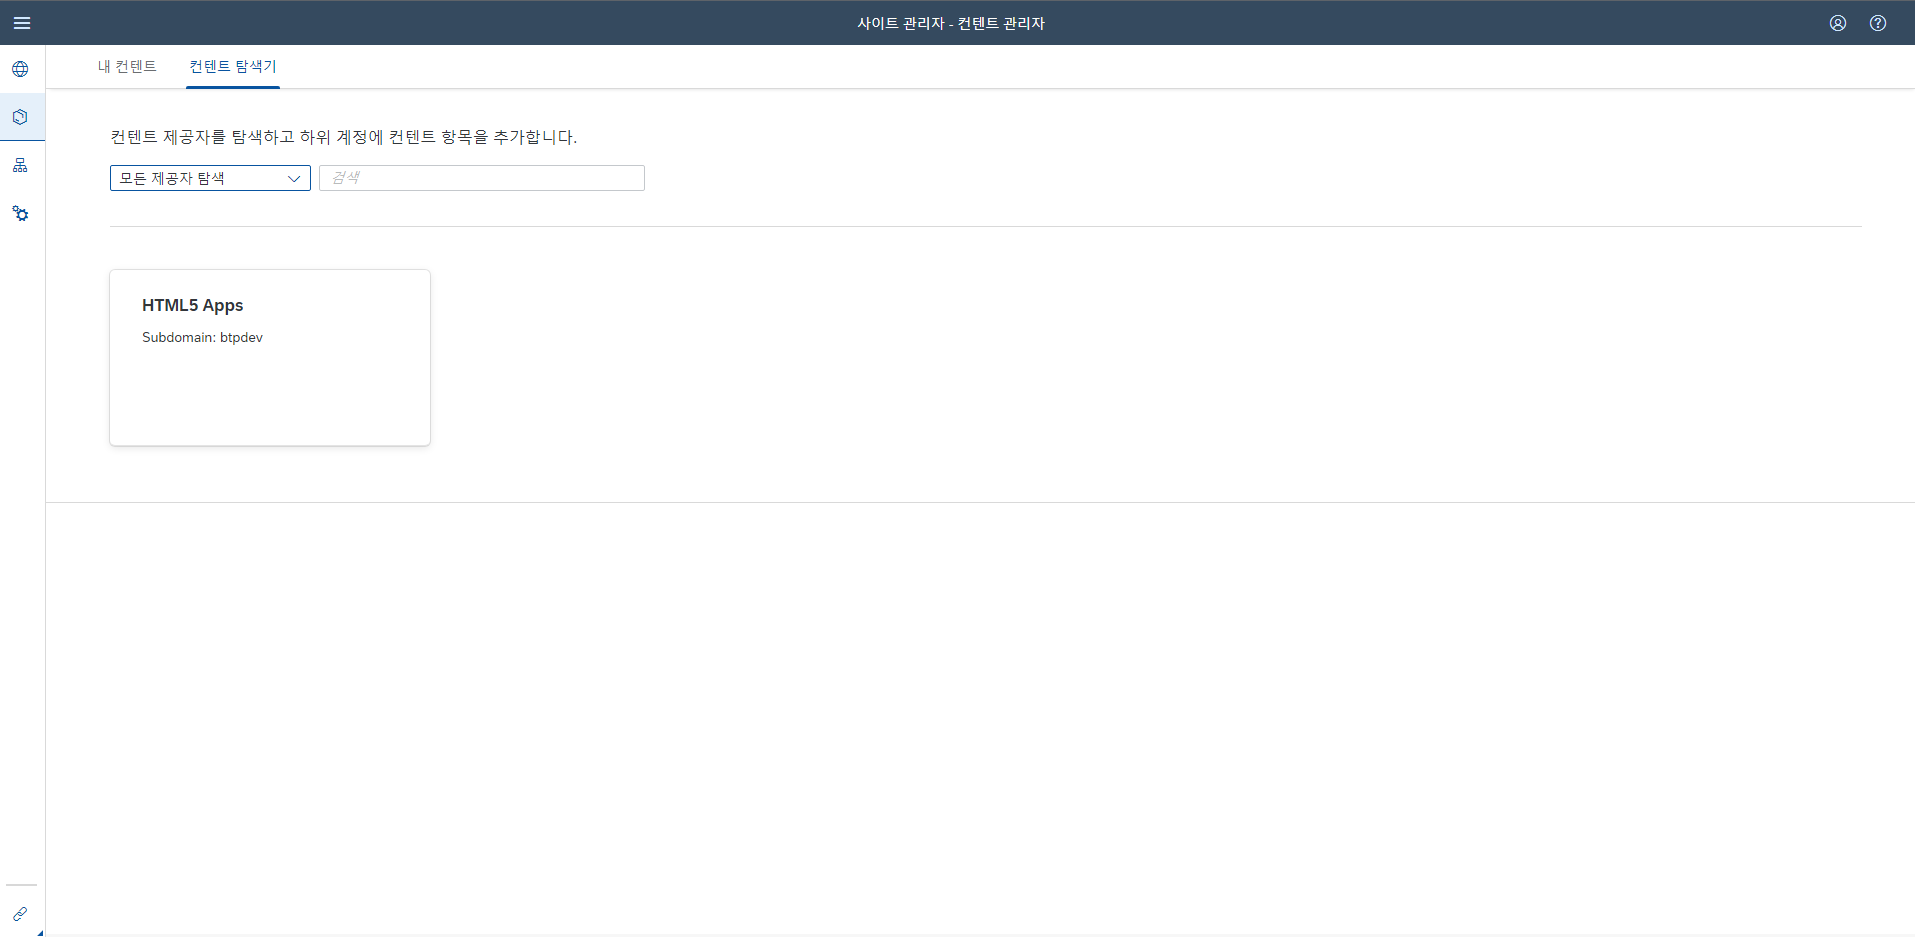 사이트 관리자 - 컨텐트 관리자
내 컨텐트
컨텐트 탐색기
컨텐트 제공자를 탐색하고 하위 계정에 컨텐트 항목을 추가합니다.
모든 제공자 탐색
검색
HTML5 Apps
Subdomain: btpdev